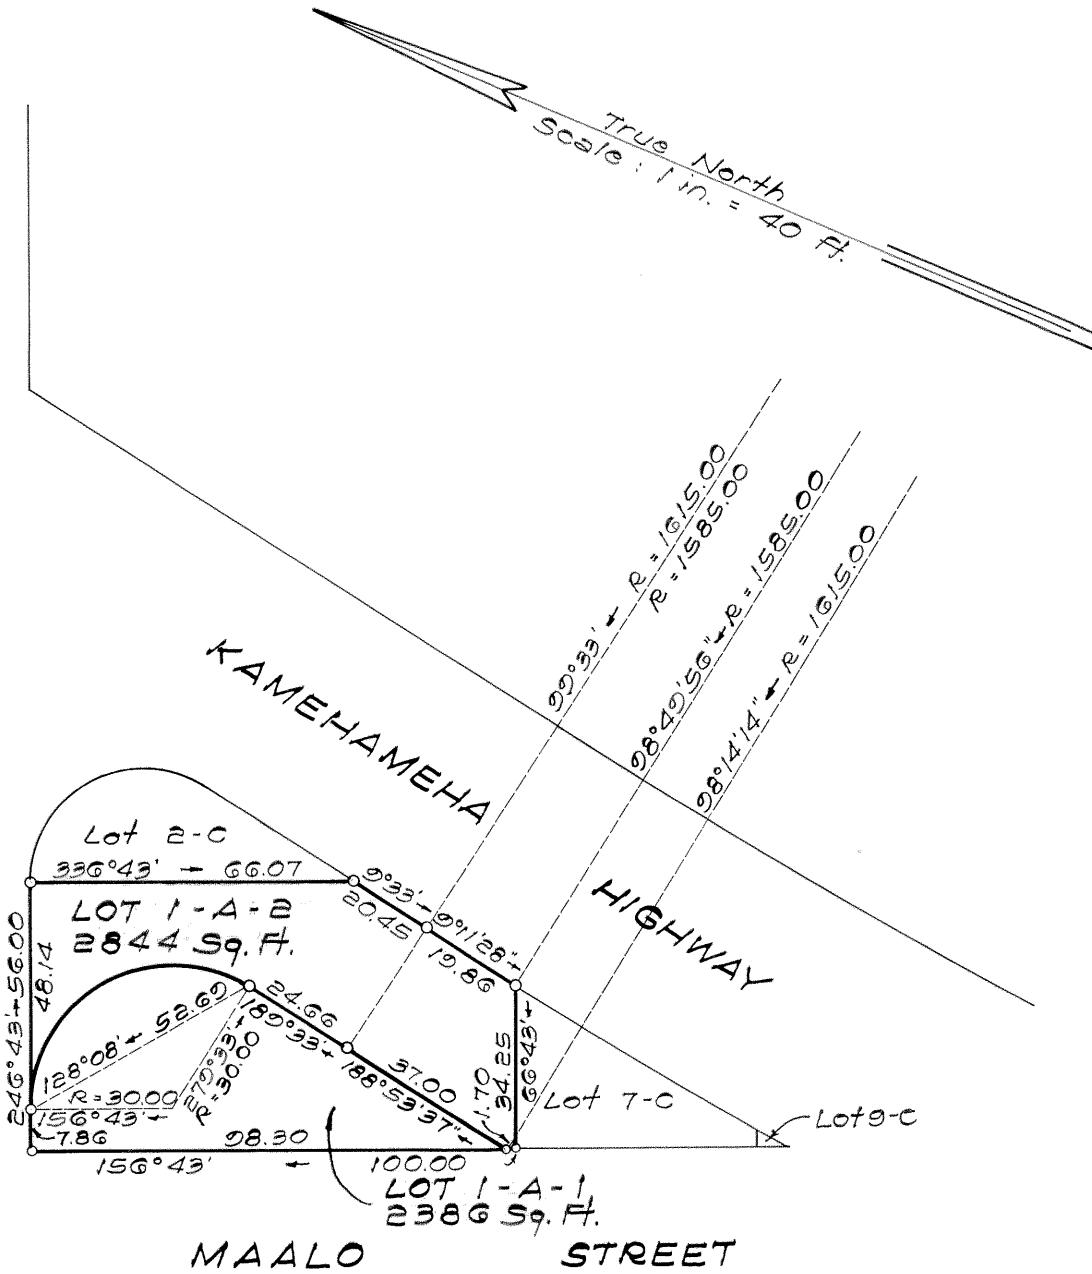 True North
Scale : 1 in. = 40 ft.
99°33' ← R = 1615.00
R = 1585.00
98°49'56" ← R = 1585.00
98°14'14" ← R = 1615.00
KAMEHAMEHA
HIGHWAY
Lot 2-C
336°43' → 66.07
9°33' →
20.45
9°11'28" →
19.86
LOT 1-A-2
2844 Sq. Ft.
246°43' → 56.00
48.14
128°08' ← 52.69
24.66
189°33' ←
279°33' ←
R = 30.00
R = 30.00
156°43' ←
7.86
37.00
188°53'37" ←
1.70
34.25
66°43' ←
Lot 7-C
Lot 9-C
98.30
156°43' ← 100.00
LOT 1-A-1
2386 Sq. Ft.
MAALO STREET